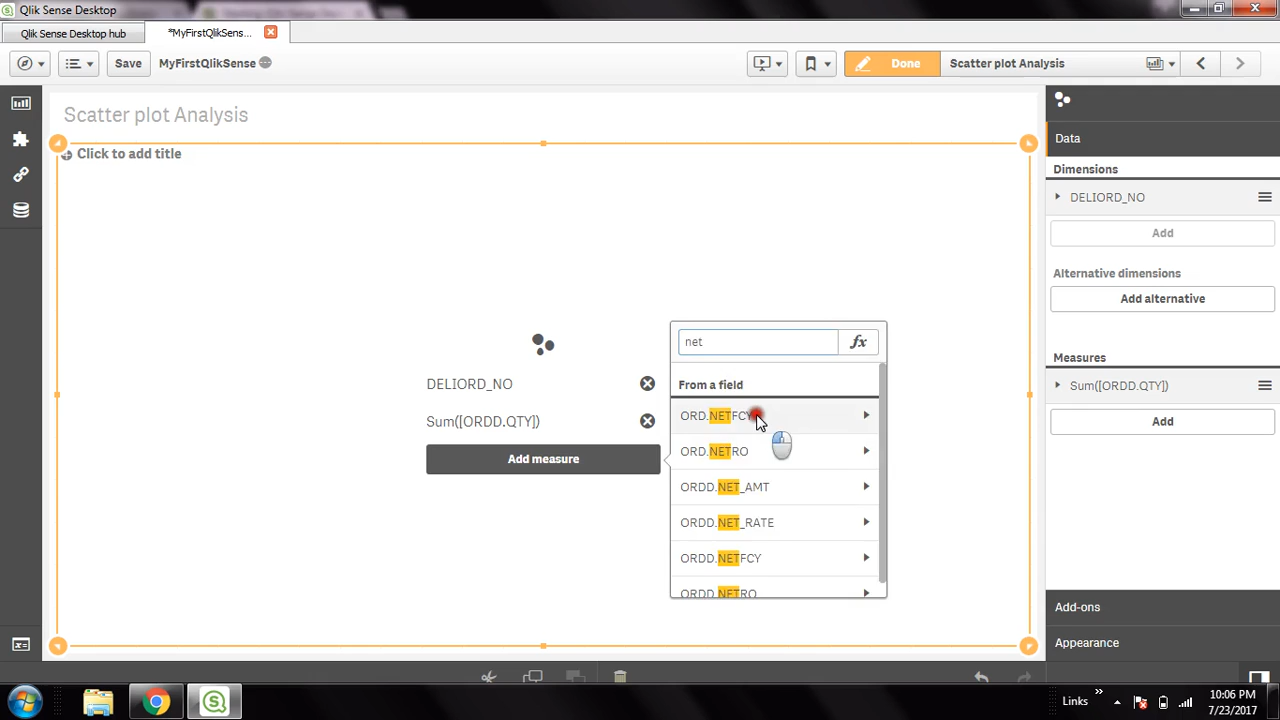 Qlik Sense Desktop
Qlik Sense Desktop hub
*MyFirstQlikSens...
Save
MyFirstQlikSense
Done
Scatter plot Analysis
Scatter plot Analysis
Click to add title
Data
Dimensions
DELIORD_NO
Add
Alternative dimensions
Add alternative
Measures
Sum([ORDD.QTY])
Add
DELIORD_NO
Sum([ORDD.QTY])
Add measure
net
fx
From a field
ORD.NETFCY
ORD.NETRO
ORDD.NET_AMT
ORDD.NET_RATE
ORDD.NETFCY
ORDD.NETRO
Add-ons
Appearance
Links
10:06 PM
7/23/2017